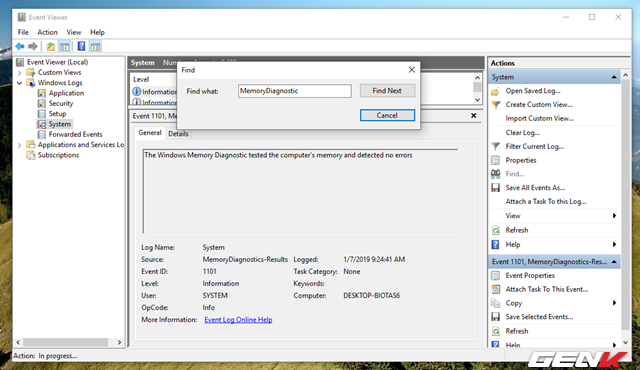 Event Viewer
File Action View Help
Event Viewer (Local)
Custom Views
Windows Logs
Application
Security
Setup
System
Forwarded Events
Applications and Services Lo
Subscriptions
System
Level
Information
Information
Find
Find what: MemoryDiagnostic Find Next
Cancel
Event 1101, M
General Details
The Windows Memory Diagnostic tested the computer's memory and detected no errors
Log Name: System
Source: MemoryDiagnostics-Results Logged: 1/7/2019 9:24:41 AM
Event ID: 1101 Task Category: None
Level: Information Keywords:
User: SYSTEM Computer: DESKTOP-BIOTAS6
OpCode: Info
More Information: Event Log Online Help
Actions
System
Open Saved Log...
Create Custom View...
Import Custom View...
Clear Log...
Filter Current Log...
Properties
Find...
Save All Events As...
Attach a Task To this Log...
View
Refresh
Help
Event 1101, MemoryDiagnostics-Res...
Event Properties
Attach Task To This Event...
Copy
Save Selected Events...
Refresh
Help
Action: In progress...
GENK